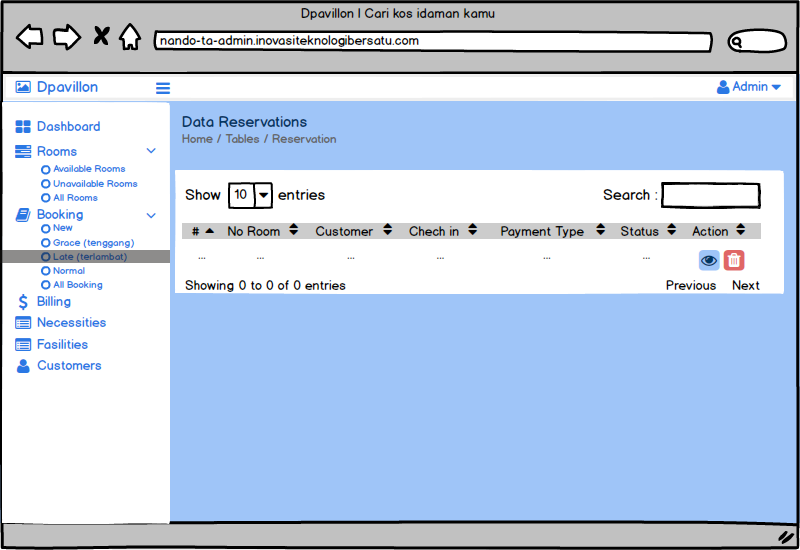 Dpavillon | Cari kos idaman kamu
nando-ta-admin.inovasiteknologibersatu.com
Dpavillon
Admin
Dashboard
Rooms
Available Rooms
Unavailable Rooms
All Rooms
Booking
New
Grace (tenggang)
Late (terlambat)
Normal
All Booking
Billing
Necessities
Fasilities
Customers
Data Reservations
Home / Tables / Reservation
Show 10 entries Search :
# No Room Customer Chech in Payment Type Status Action
... ... ... ... ... ...
Showing 0 to 0 of 0 entries Previous Next